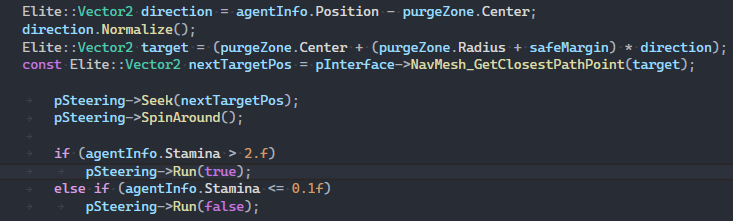 Elite::Vector2 direction = agentInfo.Position - purgeZone.Center;
direction.Normalize();
Elite::Vector2 target = (purgeZone.Center + (purgeZone.Radius + safeMargin) * direction);
const Elite::Vector2 nextTargetPos = pInterface->NavMesh_GetClosestPathPoint(target);
pSteering->Seek(nextTargetPos);
pSteering->SpinAround();
if (agentInfo.Stamina > 2.f)
pSteering->Run(true);
else if (agentInfo.Stamina <= 0.1f)
pSteering->Run(false);